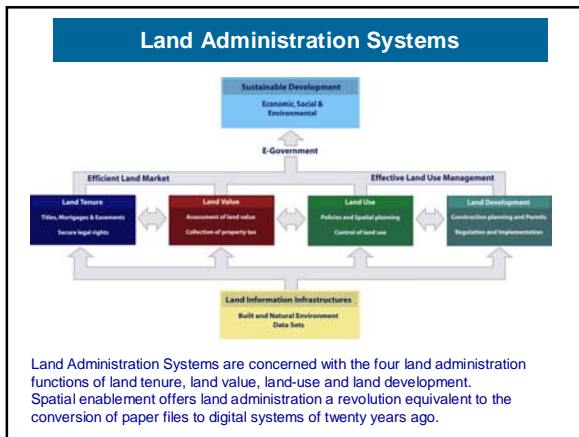 Land Administration Systems
Sustainable Development
Economic, Social &
Environmental
E-Government
Efficient Land Market
Effective Land Use Management
Land Tenure
Titles, Mortgages & Easements
Secure legal rights
Land Value
Assessment of land value
Collection of property tax
Land Use
Policies and Spatial planning
Control of land use
Land Development
Construction planning and Permits
Regulation and Implementation
Land Information Infrastructures
Built and Natural Environment
Data Sets
Land Administration Systems are concerned with the four land administration
functions of land tenure, land value, land-use and land development.
Spatial enablement offers land administration a revolution equivalent to the
conversion of paper files to digital systems of twenty years ago.